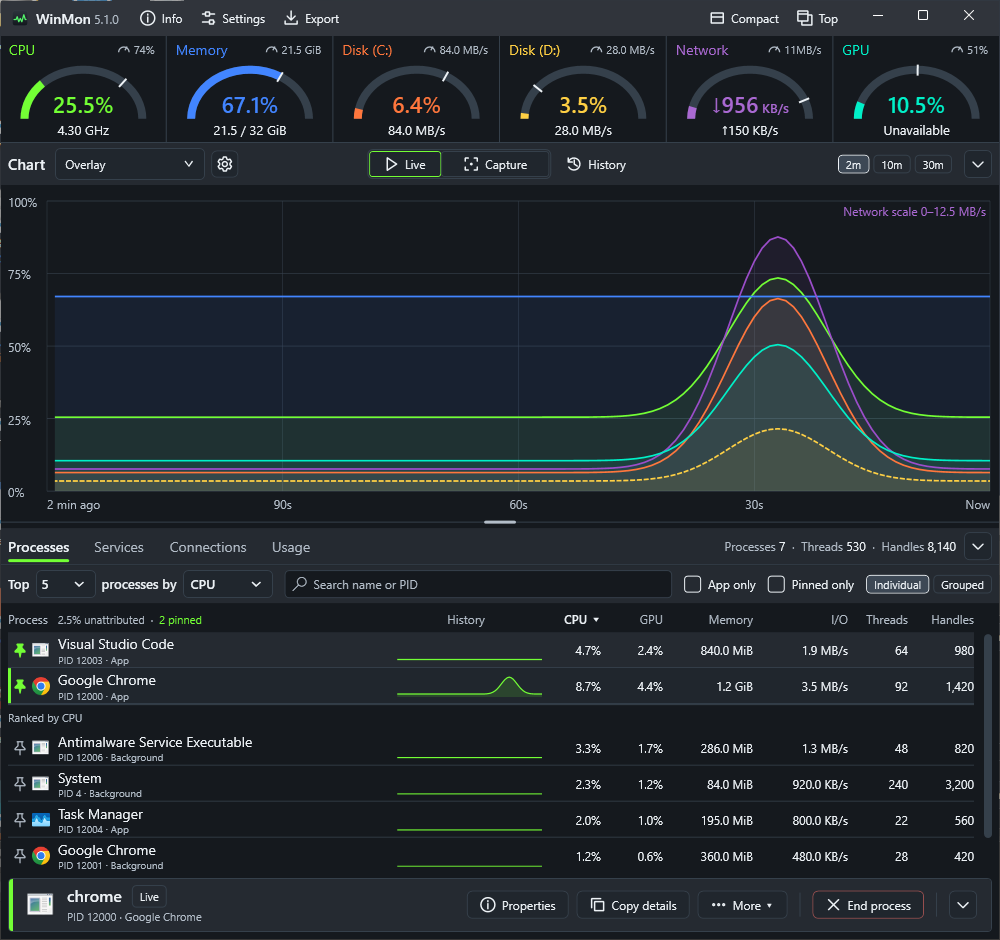 WinMon 5.1.0 Info Settings Export Compact Top
CPU 74% Memory 21.5 GiB Disk (C:) 84.0 MB/s Disk (D:) 28.0 MB/s Network 11MB/s GPU 51%
25.5% 67.1% 6.4% 3.5% ↓956 KB/s 10.5%
4.30 GHz 21.5 / 32 GiB 84.0 MB/s 28.0 MB/s ↑150 KB/s Unavailable
Chart Overlay Live Capture History 2m 10m 30m
100% Network scale 0–12.5 MB/s
75%
50%
25%
0%
2 min ago 90s 60s 30s Now
Processes Services Connections Usage Processes 7 · Threads 530 · Handles 8,140
Top 5 processes by CPU Search name or PID App only Pinned only Individual Grouped
Process 2.5% unattributed · 2 pinned History CPU ▼ GPU Memory I/O Threads Handles
Visual Studio Code 4.7% 2.4% 840.0 MiB 1.9 MB/s 64 980
PID 12003 · App
Google Chrome 8.7% 4.4% 1.2 GiB 3.5 MB/s 92 1,420
PID 12000 · App
Ranked by CPU
Antimalware Service Executable 3.3% 1.7% 286.0 MiB 1.3 MB/s 48 820
PID 12006 · Background
System 2.3% 1.2% 84.0 MiB 920.0 KB/s 240 3,200
PID 4 · Background
Task Manager 2.0% 1.0% 195.0 MiB 800.0 KB/s 22 560
PID 12004 · App
Google Chrome 1.2% 0.6% 360.0 MiB 480.0 KB/s 28 420
PID 12001 · Background
chrome Live Properties Copy details ••• More ▾ End process
PID 12000 · Google Chrome